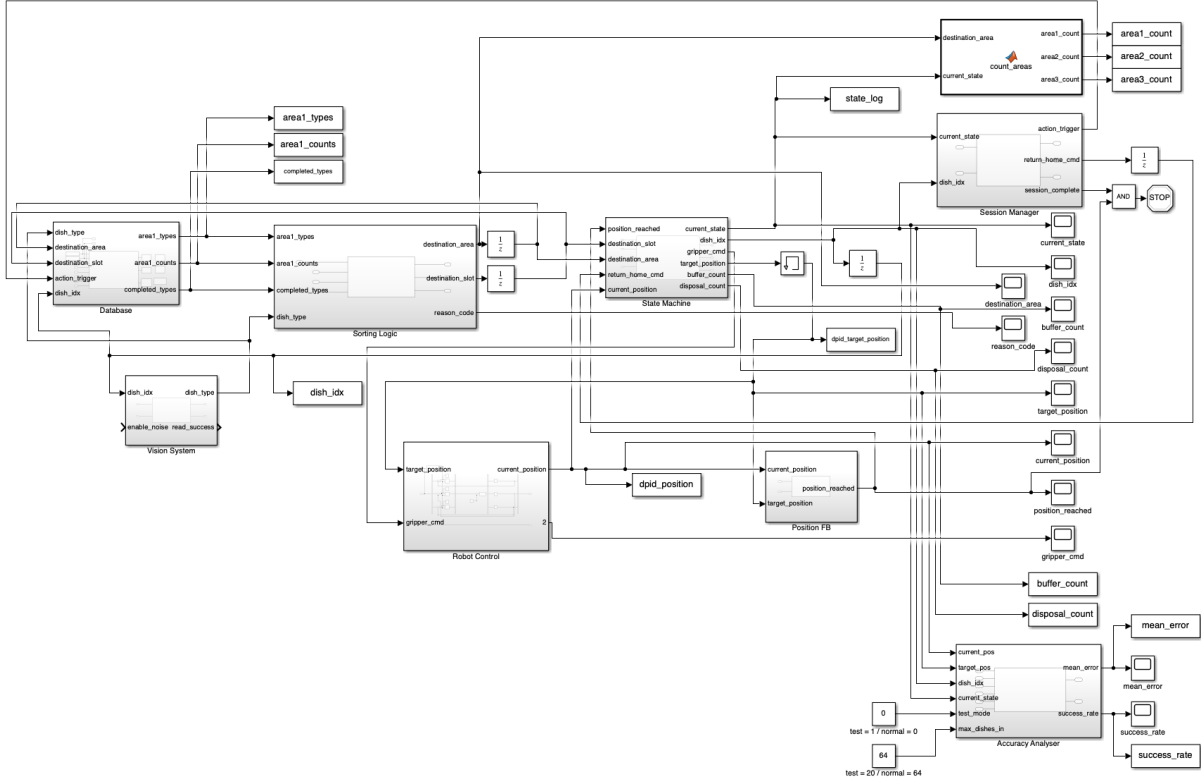 destination_area
current_state
count_areas
area1_count
area2_count
area3_count
area1_count
area2_count
area3_count
state_log
area1_types
area1_counts
completed_types
current_state
dish_idx
action_trigger
return_home_cmd
session_complete
Session Manager
1
z
AND
STOP
dish_type
destination_area
destination_slot
action_trigger
dish_idx
area1_types
area1_counts
completed_types
Database
area1_types
area1_counts
completed_types
dish_type
destination_area
destination_slot
reason_code
Sorting Logic
1
z
1
z
position_reached
destination_slot
destination_area
return_home_cmd
current_position
current_state
dish_idx
gripper_cmd
target_position
buffer_count
disposal_count
State Machine
1
z
current_state
dish_idx
destination_area
buffer_count
reason_code
dpid_target_position
disposal_count
target_position
dish_idx
enable_noise
dish_type
read_success
Vision System
dish_idx
target_position
gripper_cmd
current_position
2
Robot Control
dpid_position
current_position
target_position
position_reached
Position FB
current_position
position_reached
gripper_cmd
buffer_count
disposal_count
current_pos
target_pos
dish_idx
current_state
test_mode
max_dishes_in
mean_error
success_rate
Accuracy Analyser
mean_error
mean_error
success_rate
success_rate
0
test = 1 / normal = 0
64
test = 20 / normal = 64